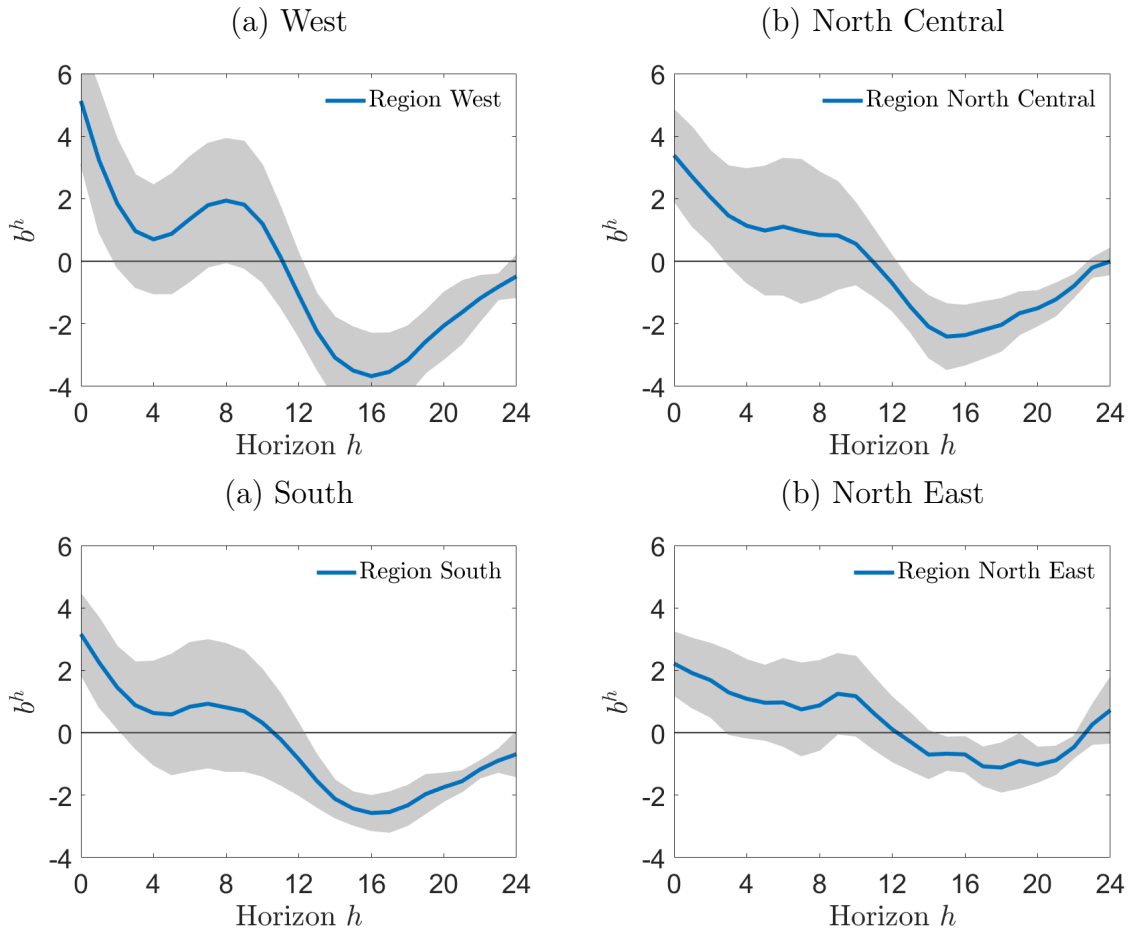 (a) West
(b) North Central
6
4
2
0
-2
-4
b^h
Region West
0 4 8 12 16 20 24
Horizon h
6
4
2
0
-2
-4
b^h
Region North Central
0 4 8 12 16 20 24
Horizon h
(a) South
(b) North East
6
4
2
0
-2
-4
b^h
Region South
0 4 8 12 16 20 24
Horizon h
6
4
2
0
-2
-4
b^h
Region North East
0 4 8 12 16 20 24
Horizon h